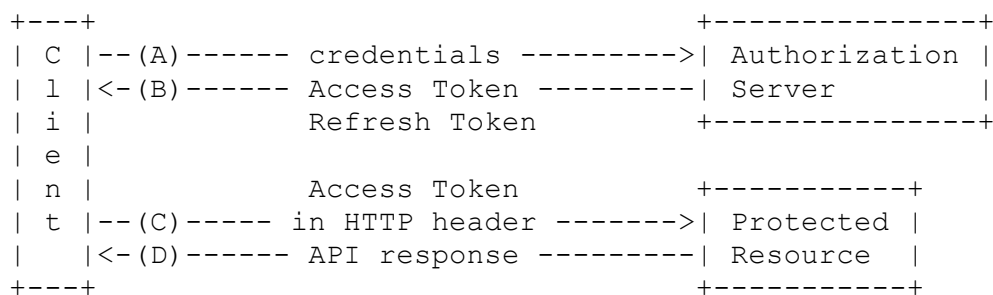 +---+                                    +---------------+
| C |--(A)------ credentials --------->| Authorization |
| l |<-(B)------ Access Token ---------| Server        |
| i |            Refresh Token         +---------------+
| e |
| n |            Access Token          +-----------+
| t |--(C)----- in HTTP header ------->| Protected |
|   |<-(D)------ API response ---------| Resource  |
+---+                                  +-----------+